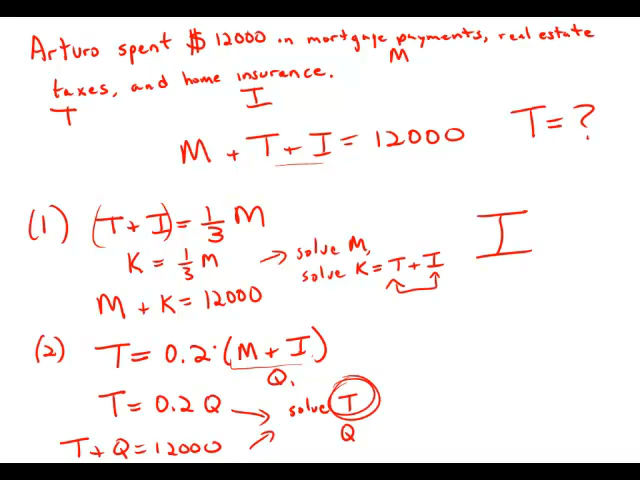 Arturo spent $12000 in mortgage payments, real estate
M
taxes, and home insurance.
T I
M + T + I = 12000 T = ?
(1) (T + I) = 1/3 M
K = 1/3 M → solve M, I
solve K = T + I
M + K = 12000
(2) T = 0.2 · (M + I)
Q.
T = 0.2 Q → solve T
Q
T + Q = 12000